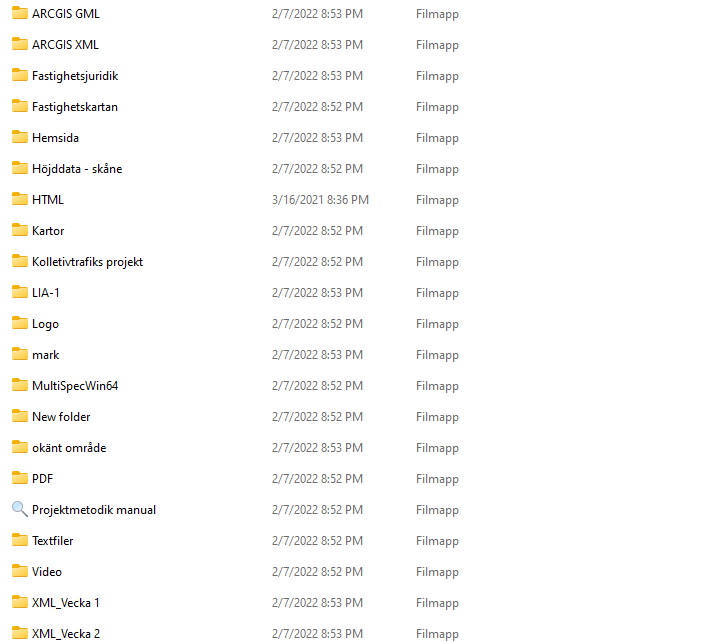 ARCGIS GML 2/7/2022 8:53 PM Filmapp
ARCGIS XML 2/7/2022 8:53 PM Filmapp
Fastighetsjuridik 2/7/2022 8:53 PM Filmapp
Fastighetskartan 2/7/2022 8:52 PM Filmapp
Hemsida 2/7/2022 8:53 PM Filmapp
Höjddata - skåne 2/7/2022 8:52 PM Filmapp
HTML 3/16/2021 8:36 PM Filmapp
Kartor 2/7/2022 8:52 PM Filmapp
Kolletivtrafiks projekt 2/7/2022 8:52 PM Filmapp
LIA-1 2/7/2022 8:53 PM Filmapp
Logo 2/7/2022 8:52 PM Filmapp
mark 2/7/2022 8:53 PM Filmapp
MultiSpecWin64 2/7/2022 8:52 PM Filmapp
New folder 2/7/2022 8:52 PM Filmapp
okänt område 2/7/2022 8:53 PM Filmapp
PDF 2/7/2022 8:52 PM Filmapp
Projektmetodik manual 2/7/2022 8:52 PM Filmapp
Textfiler 2/7/2022 8:52 PM Filmapp
Video 2/7/2022 8:52 PM Filmapp
XML_Vecka 1 2/7/2022 8:53 PM Filmapp
XML_Vecka 2 2/7/2022 8:53 PM Filmapp